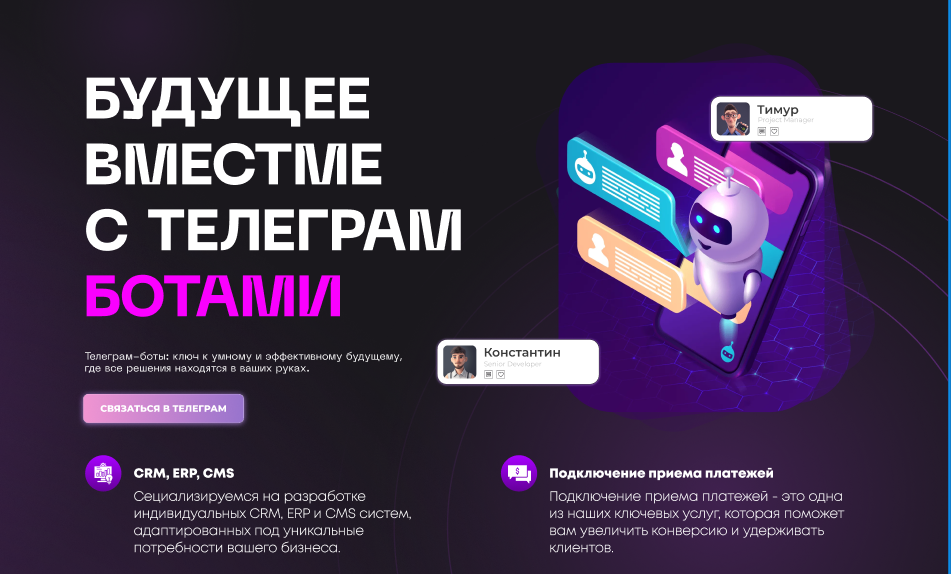 БУДУЩЕЕ
ВМЕСТМЕ
С ТЕЛЕГРАМ
БОТАМИ
Тимур
Project Manager
Константин
Senior Developer
Телеграм-боты: ключ к умному и эффективному будущему,
где все решения находятся в ваших руках.
СВЯЗАТЬСЯ В ТЕЛЕГРАМ
CRM, ERP, CMS
Сециализируемся на разработке
индивидуальных CRM, ERP и CMS систем,
адаптированных под уникальные
потребности вашего бизнеса.
Подключение приема платежей
Подключение приема платежей - это одна
из наших ключевых услуг, которая поможет
вам увеличить конверсию и удерживать
клиентов.